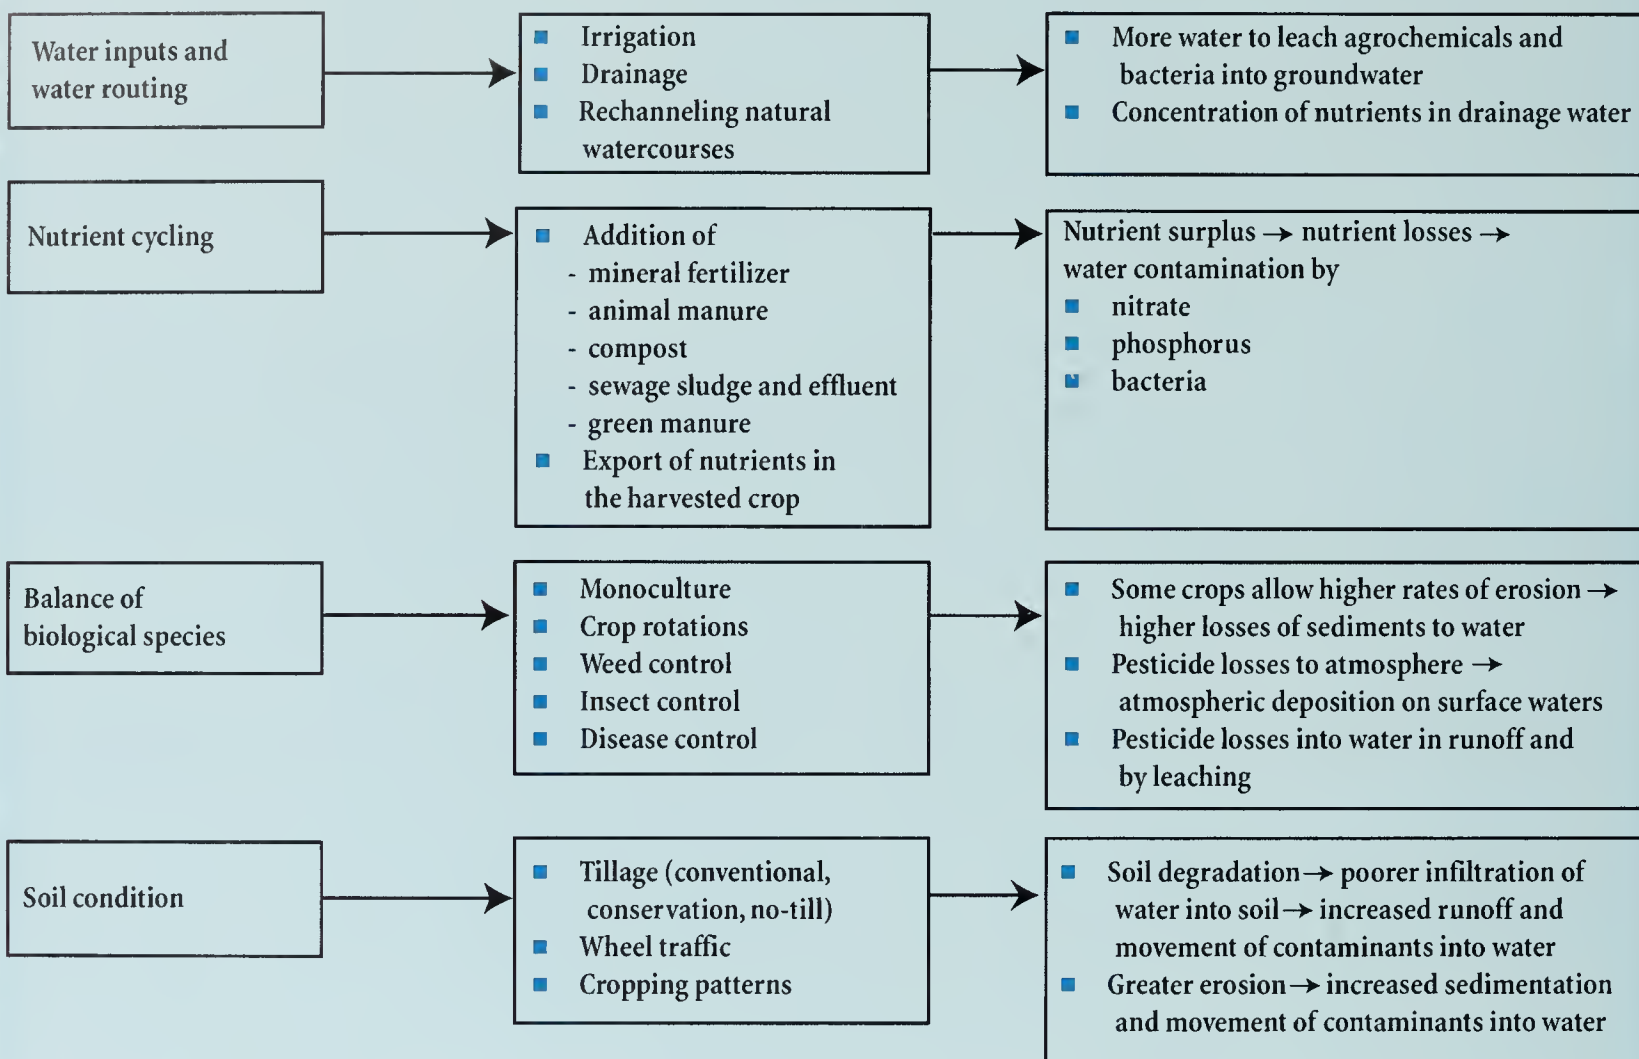 Water inputs and
water routing
■ Irrigation
■ Drainage
■ Rechanneling natural
watercourses
■ More water to leach agrochemicals and
bacteria into groundwater
■ Concentration of nutrients in drainage water
Nutrient cycling
■ Addition of
- mineral fertilizer
- animal manure
- compost
- sewage sludge and effluent
- green manure
■ Export of nutrients in
the harvested crop
Nutrient surplus → nutrient losses →
water contamination by
■ nitrate
■ phosphorus
■ bacteria
Balance of
biological species
■ Monoculture
■ Crop rotations
■ Weed control
■ Insect control
■ Disease control
■ Some crops allow higher rates of erosion →
higher losses of sediments to water
■ Pesticide losses to atmosphere →
atmospheric deposition on surface waters
■ Pesticide losses into water in runoff and
by leaching
Soil condition
■ Tillage (conventional,
conservation, no-till)
■ Wheel traffic
■ Cropping patterns
■ Soil degradation → poorer infiltration of
water into soil → increased runoff and
movement of contaminants into water
■ Greater erosion → increased sedimentation
and movement of contaminants into water